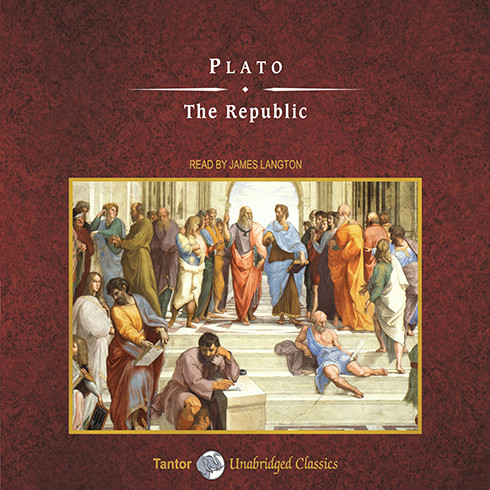 PLATO
The Republic
READ BY JAMES LANGTON
Tantor Unabridged Classics